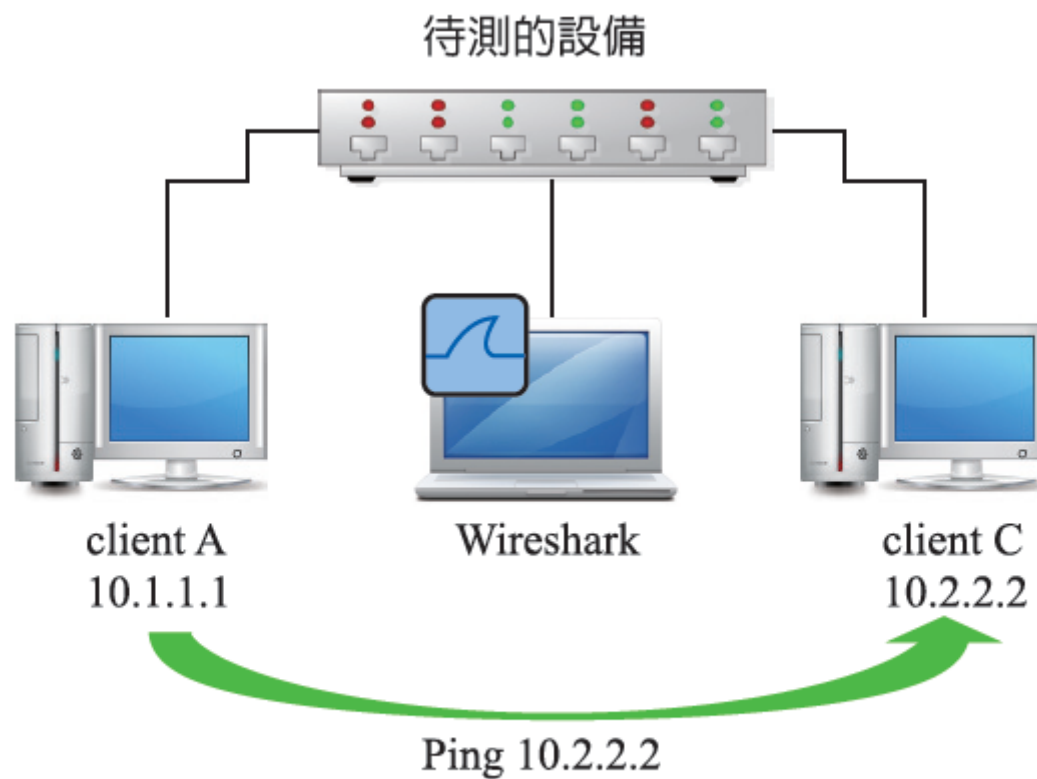 待測的設備
client A
10.1.1.1
Wireshark
client C
10.2.2.2
Ping 10.2.2.2